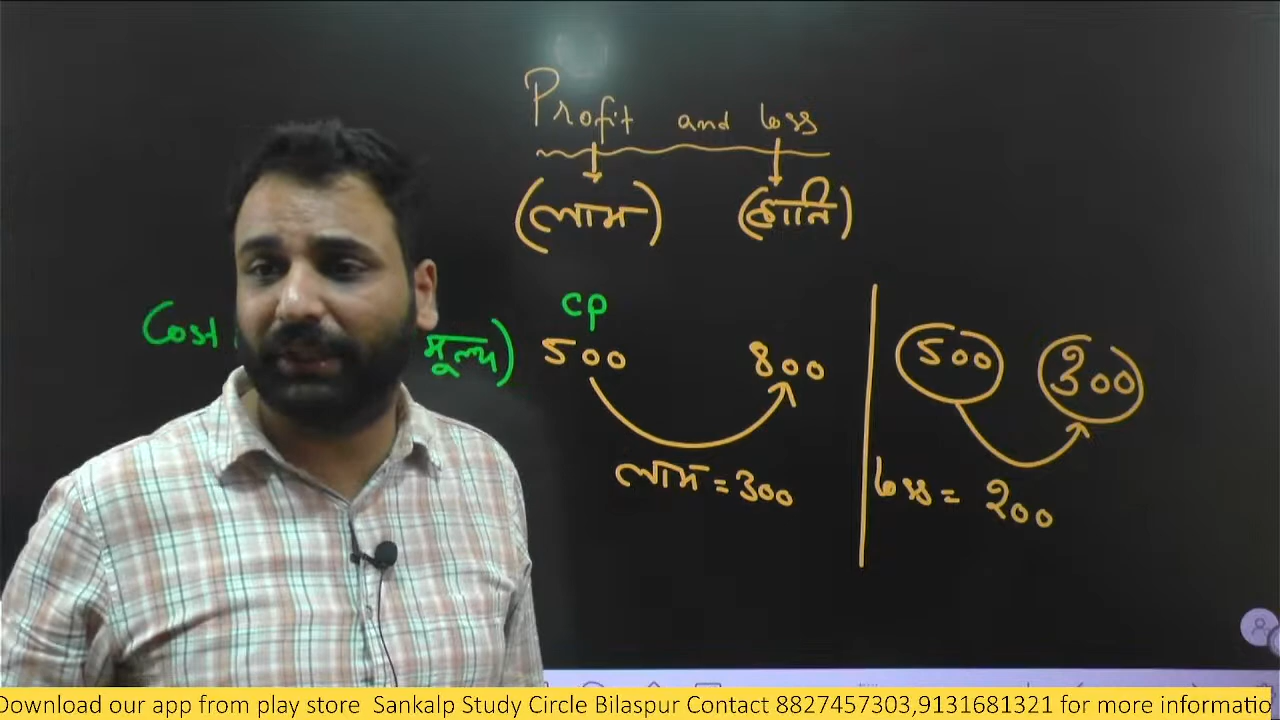 Profit and loss
(लाभ) (हानि)
CP
Cost मूल्य) 500 800 500 300
लाभ = 300 loss = 200
Download our app from play store Sankalp Study Circle Bilaspur Contact 8827457303,9131681321 for more informatio